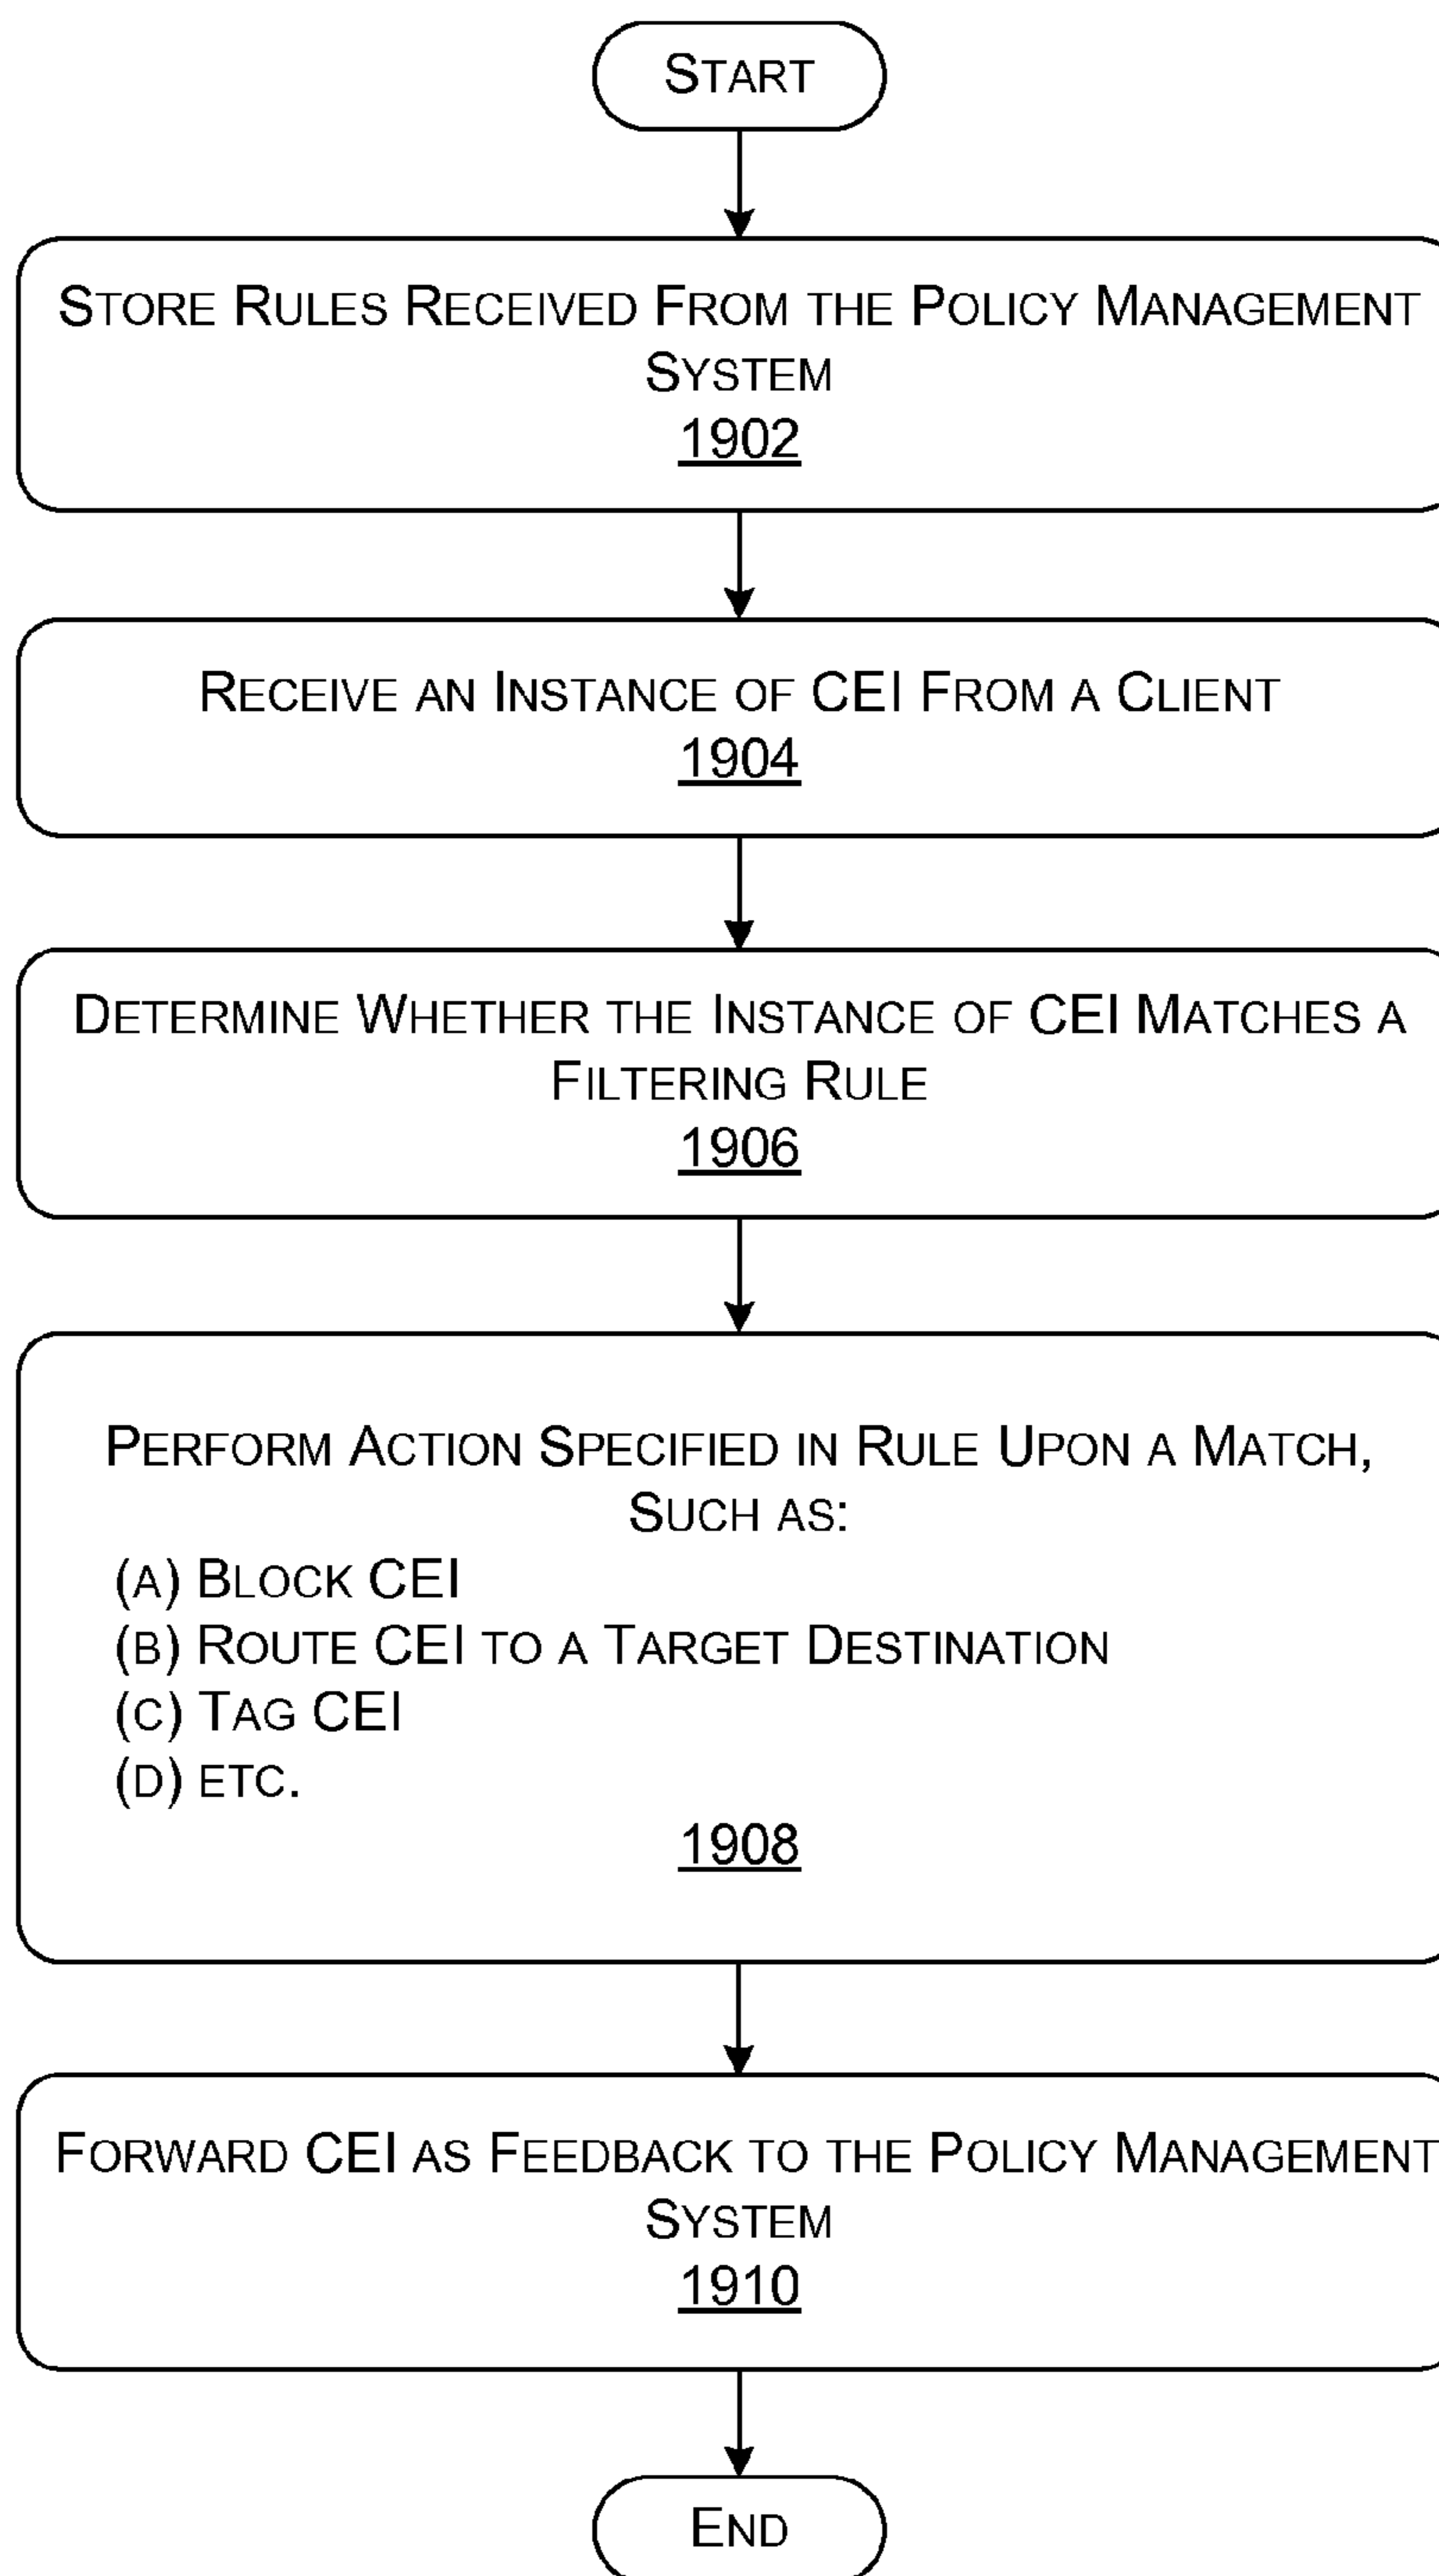 START
STORE RULES RECEIVED FROM THE POLICY MANAGEMENT
SYSTEM
1902
RECEIVE AN INSTANCE OF CEI FROM A CLIENT
1904
DETERMINE WHETHER THE INSTANCE OF CEI MATCHES A
FILTERING RULE
1906
PERFORM ACTION SPECIFIED IN RULE UPON A MATCH,
SUCH AS:
(A) BLOCK CEI
(B) ROUTE CEI TO A TARGET DESTINATION
(C) TAG CEI
(D) ETC.
1908
FORWARD CEI AS FEEDBACK TO THE POLICY MANAGEMENT
SYSTEM
1910
END